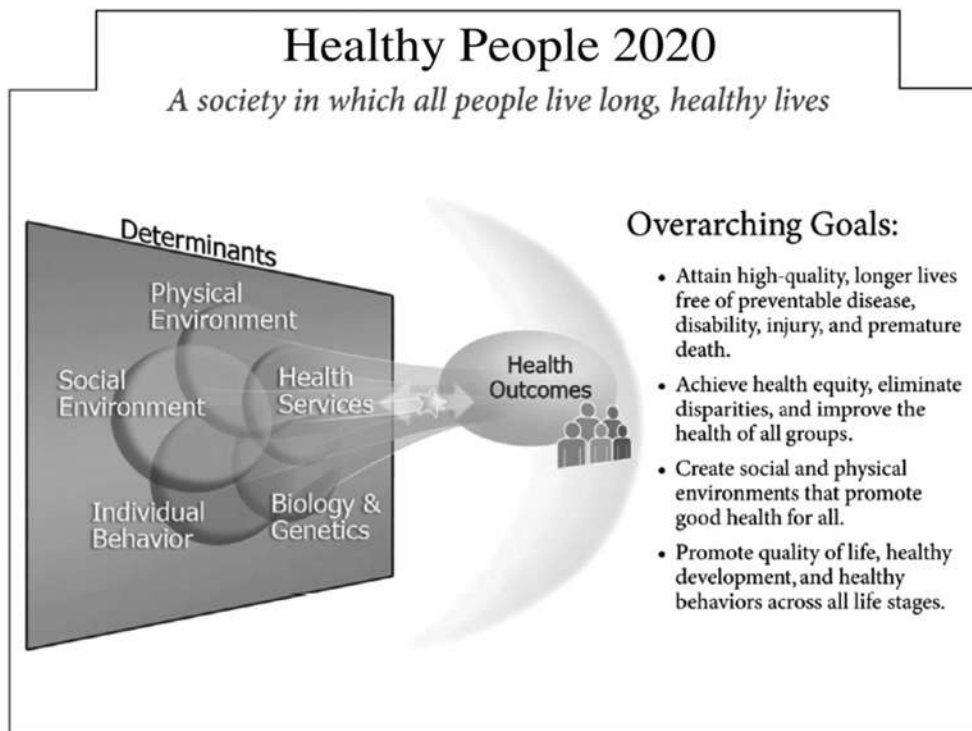 Healthy People 2020
A society in which all people live long, healthy lives
Determinants
Physical
Environment
Social
Environment
Health
Services
Individual
Behavior
Biology &
Genetics
Health
Outcomes
Overarching Goals:
• Attain high-quality, longer lives
free of preventable disease,
disability, injury, and premature
death.
• Achieve health equity, eliminate
disparities, and improve the
health of all groups.
• Create social and physical
environments that promote
good health for all.
• Promote quality of life, healthy
development, and healthy
behaviors across all life stages.